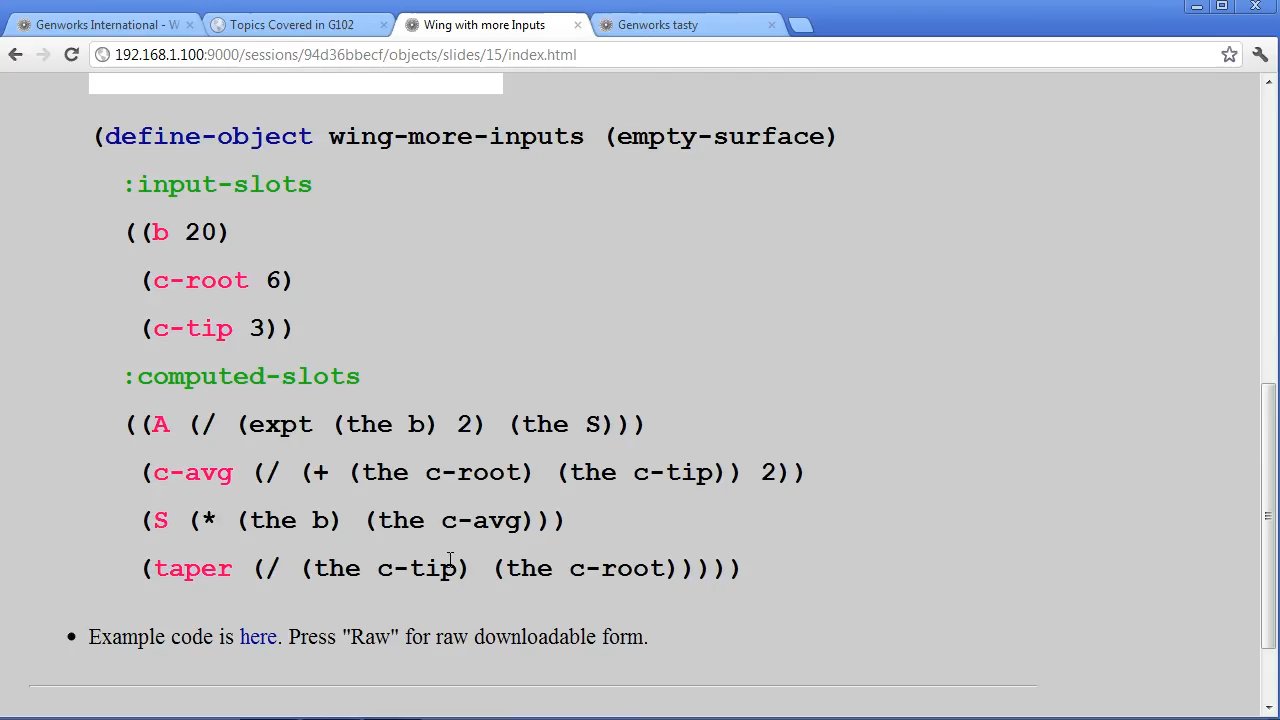 Genworks International - W
Topics Covered in G102
Wing with more Inputs
Genworks tasty
192.168.1.100:9000/sessions/94d36bbecf/objects/slides/15/index.html
(define-object wing-more-inputs (empty-surface)
:input-slots
((b 20)
(c-root 6)
(c-tip 3))
:computed-slots
((A (/ (expt (the b) 2) (the S)))
(c-avg (/ (+ (the c-root) (the c-tip)) 2))
(S (* (the b) (the c-avg)))
(taper (/ (the c-tip) (the c-root)))))
• Example code is here. Press "Raw" for raw downloadable form.